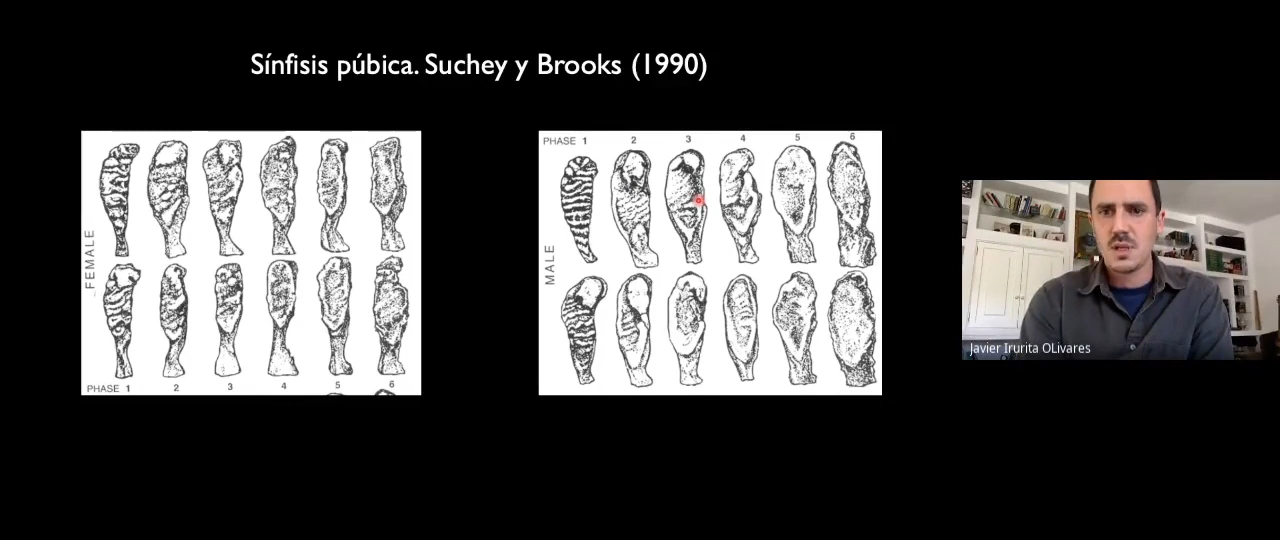 Sínfisis púbica. Suchey y Brooks (1990)
FEMALE
PHASE 1 2 3 4 5 6
PHASE 1 2 3 4 5 6
MALE
Javier Irurita OLivares